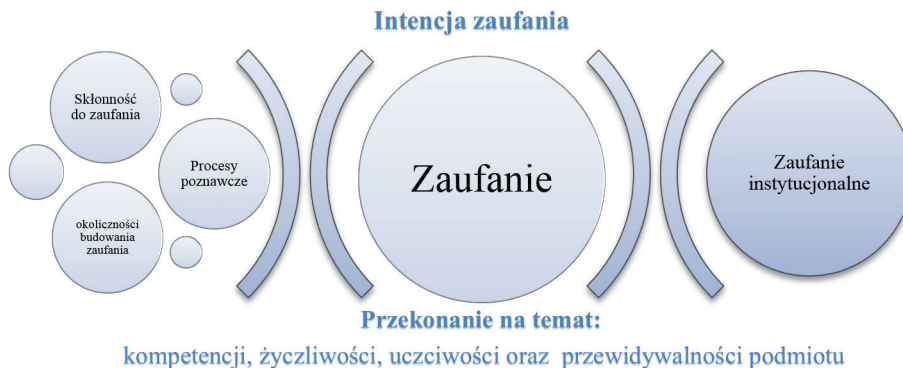 Intencja zaufania
Skłonność
do zaufania
Procesy
poznawcze
okoliczności
budowania
zaufania
Zaufanie
Zaufanie
instytucjonalne
Przekonanie na temat:
kompetencji, życzliwości, uczciwości oraz przewidywalności podmiotu